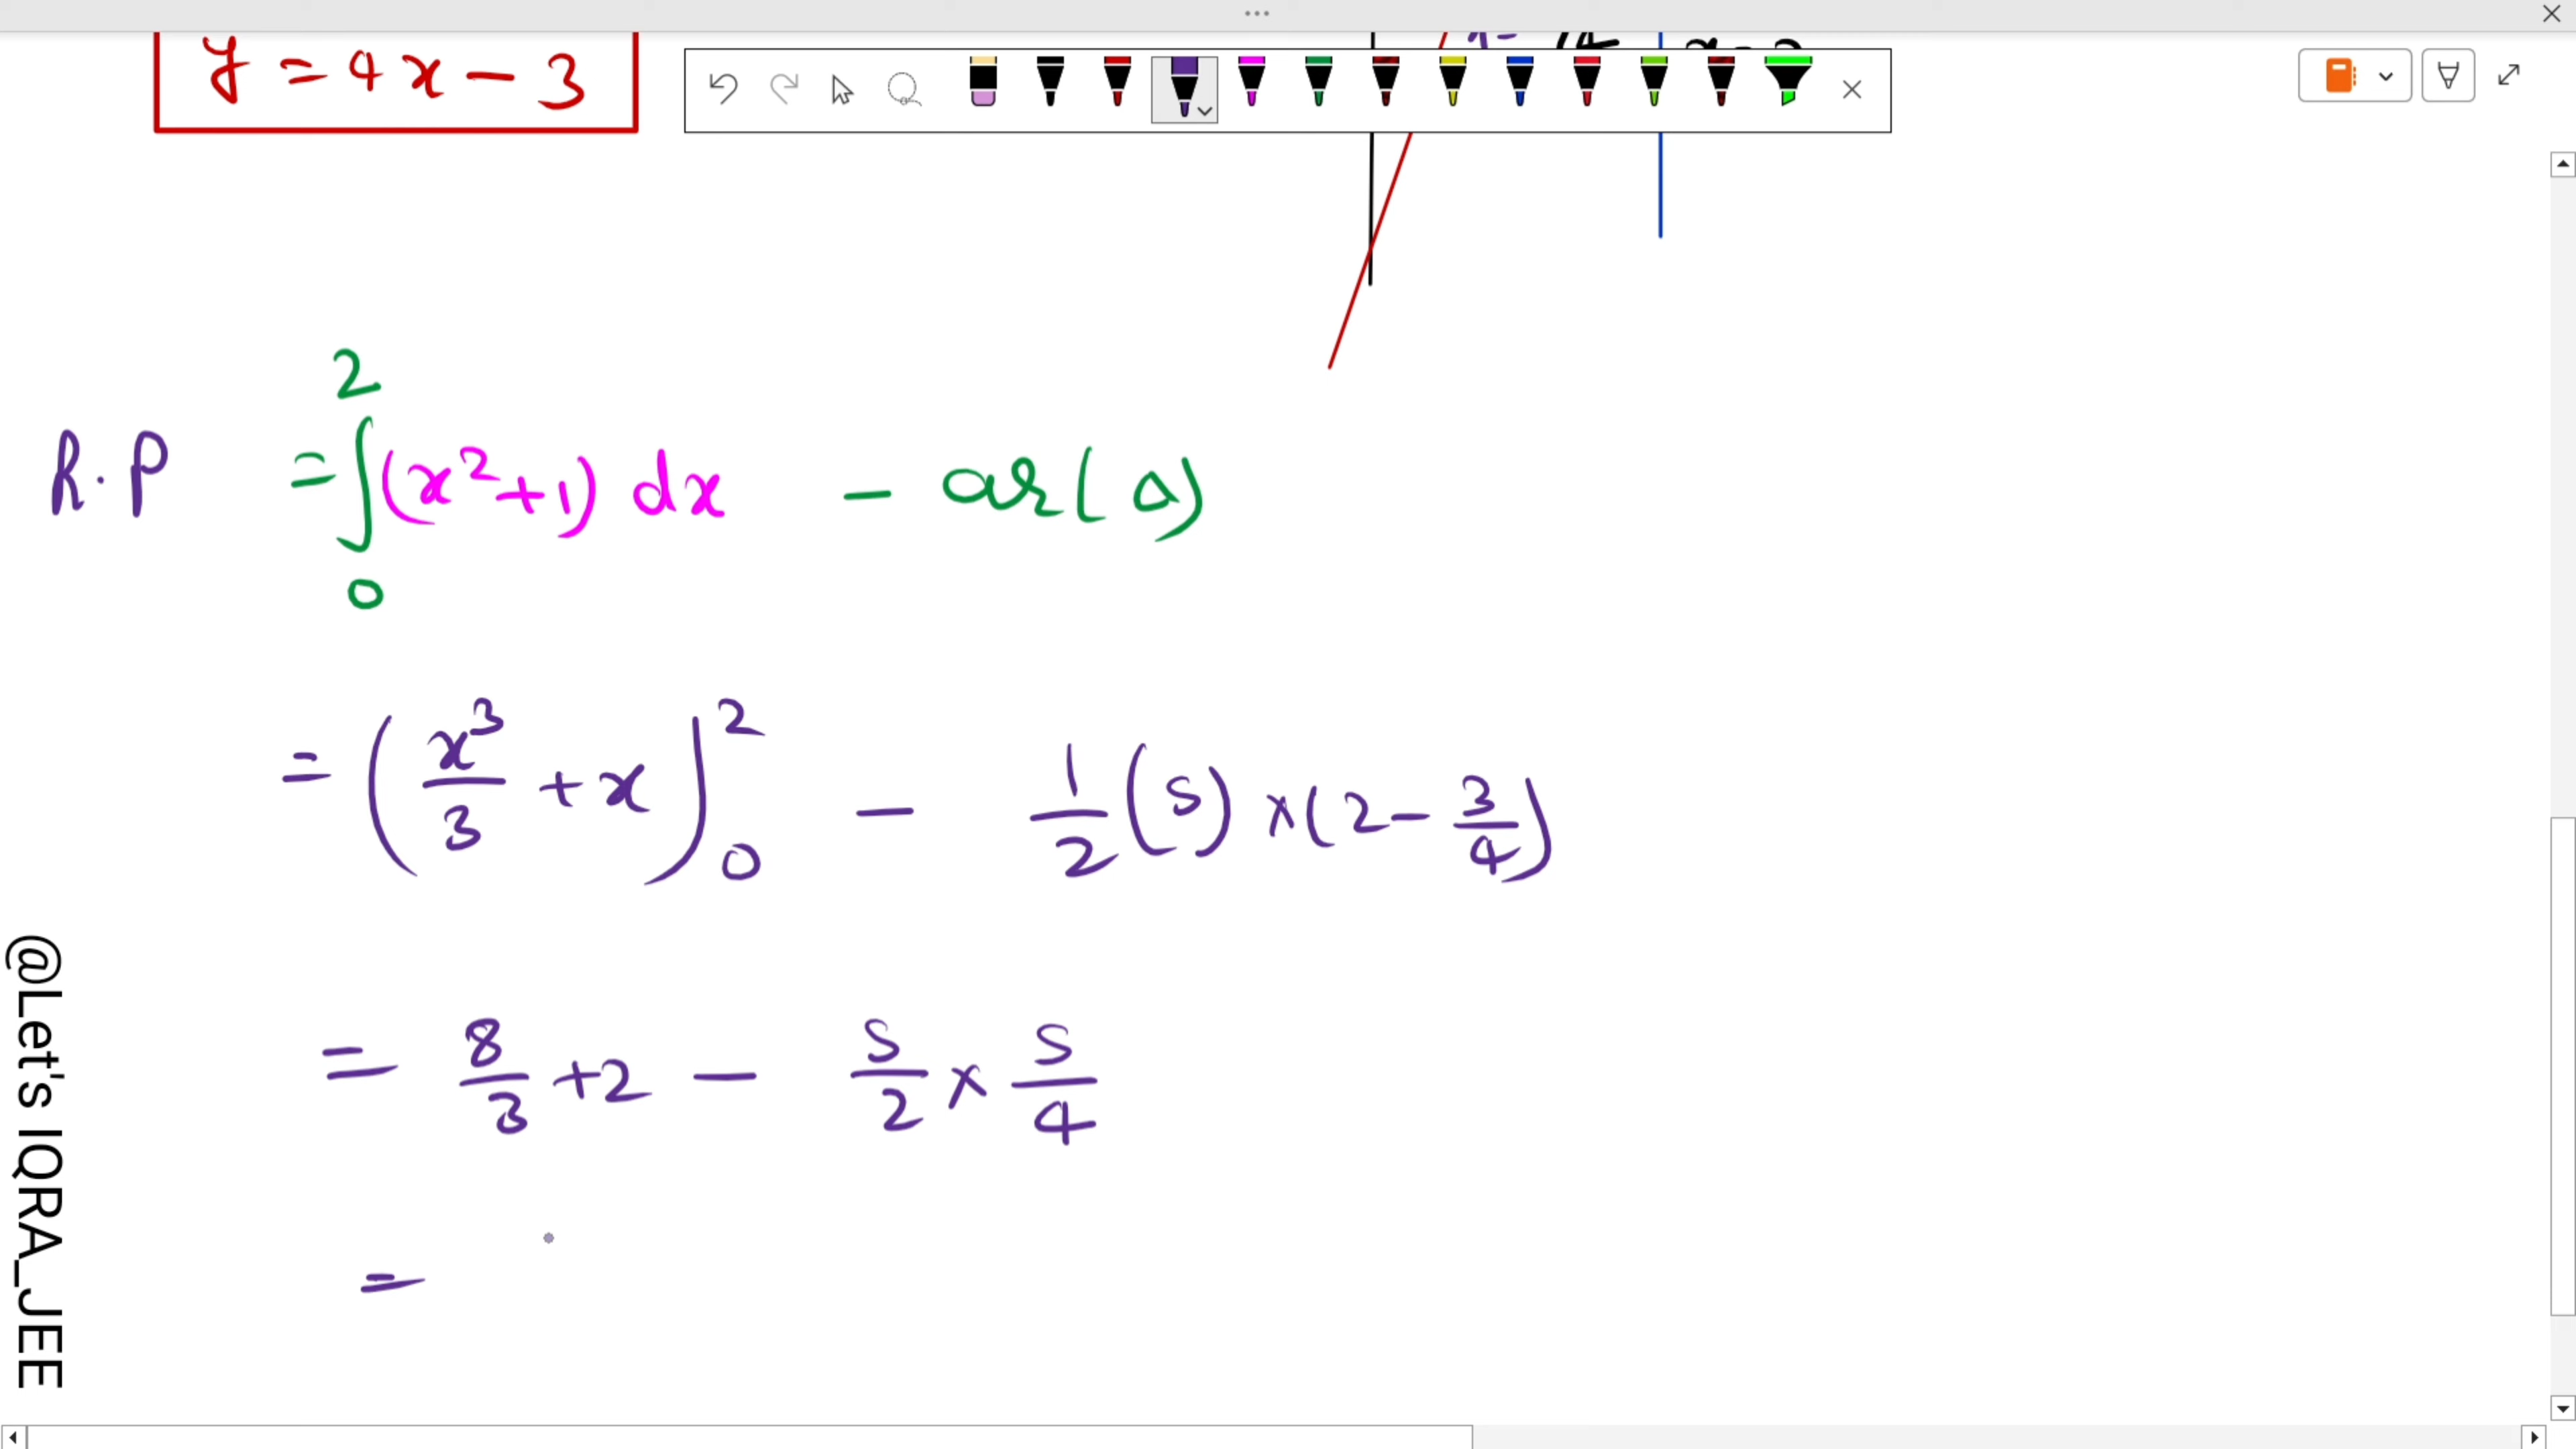 y = 4x - 3
R.P = ∫₀² (x² + 1) dx - ar(Δ)
= (x³/3 + x)₀² - 1/2 (5) × (2 - 3/4)
= 8/3 + 2 - 5/2 × 5/4
=
@Let's IQRA_JEE